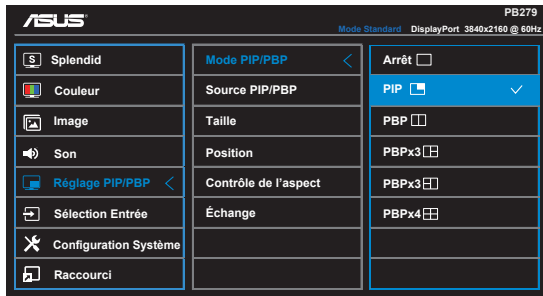 ASUS
PB279
Mode Standard DisplayPort 3840x2160 @ 60Hz
S Splendid
Couleur
Image
Son
Réglage PIP/PBP
Sélection Entrée
Configuration Système
Raccourci
Mode PIP/PBP
Source PIP/PBP
Taille
Position
Contrôle de l'aspect
Échange
Arrêt
PIP
PBP
PBPx3
PBPx3
PBPx4